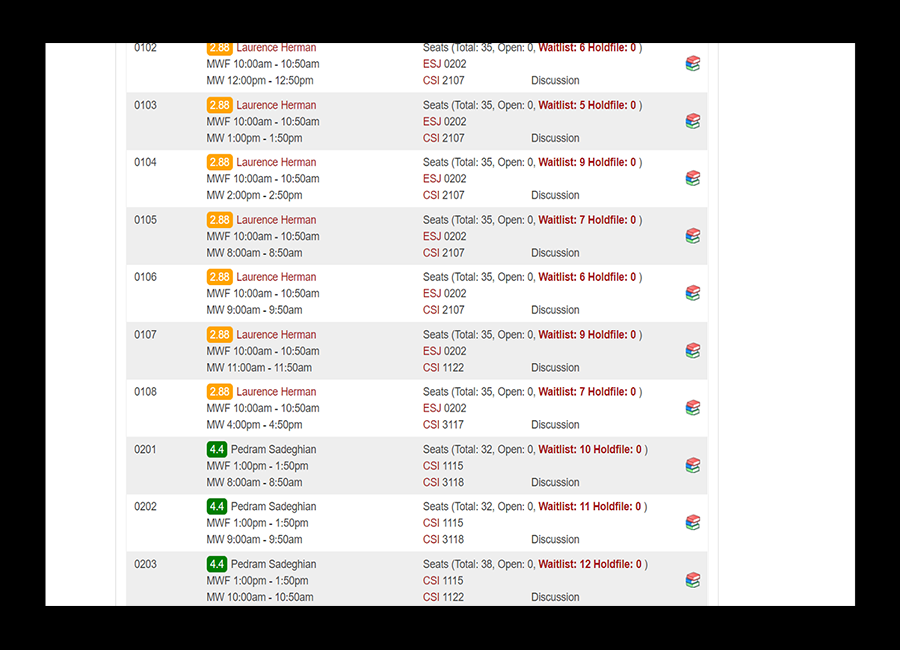 0102 2.88 Laurence Herman Seats (Total: 35, Open: 0, Waitlist: 6 Holdfile: 0 )
MWF 10:00am - 10:50am ESJ 0202
MW 12:00pm - 12:50pm CSI 2107 Discussion
0103 2.88 Laurence Herman Seats (Total: 35, Open: 0, Waitlist: 5 Holdfile: 0 )
MWF 10:00am - 10:50am ESJ 0202
MW 1:00pm - 1:50pm CSI 2107 Discussion
0104 2.88 Laurence Herman Seats (Total: 35, Open: 0, Waitlist: 9 Holdfile: 0 )
MWF 10:00am - 10:50am ESJ 0202
MW 2:00pm - 2:50pm CSI 2107 Discussion
0105 2.88 Laurence Herman Seats (Total: 35, Open: 0, Waitlist: 7 Holdfile: 0 )
MWF 10:00am - 10:50am ESJ 0202
MW 8:00am - 8:50am CSI 2107 Discussion
0106 2.88 Laurence Herman Seats (Total: 35, Open: 0, Waitlist: 6 Holdfile: 0 )
MWF 10:00am - 10:50am ESJ 0202
MW 9:00am - 9:50am CSI 2107 Discussion
0107 2.88 Laurence Herman Seats (Total: 35, Open: 0, Waitlist: 9 Holdfile: 0 )
MWF 10:00am - 10:50am ESJ 0202
MW 11:00am - 11:50am CSI 1122 Discussion
0108 2.88 Laurence Herman Seats (Total: 35, Open: 0, Waitlist: 7 Holdfile: 0 )
MWF 10:00am - 10:50am ESJ 0202
MW 4:00pm - 4:50pm CSI 3117 Discussion
0201 4.4 Pedram Sadeghian Seats (Total: 32, Open: 0, Waitlist: 10 Holdfile: 0 )
MWF 1:00pm - 1:50pm CSI 1115
MW 8:00am - 8:50am CSI 3118 Discussion
0202 4.4 Pedram Sadeghian Seats (Total: 32, Open: 0, Waitlist: 11 Holdfile: 0 )
MWF 1:00pm - 1:50pm CSI 1115
MW 9:00am - 9:50am CSI 3118 Discussion
0203 4.4 Pedram Sadeghian Seats (Total: 38, Open: 0, Waitlist: 12 Holdfile: 0 )
MWF 1:00pm - 1:50pm CSI 1115
MW 10:00am - 10:50am CSI 1122 Discussion